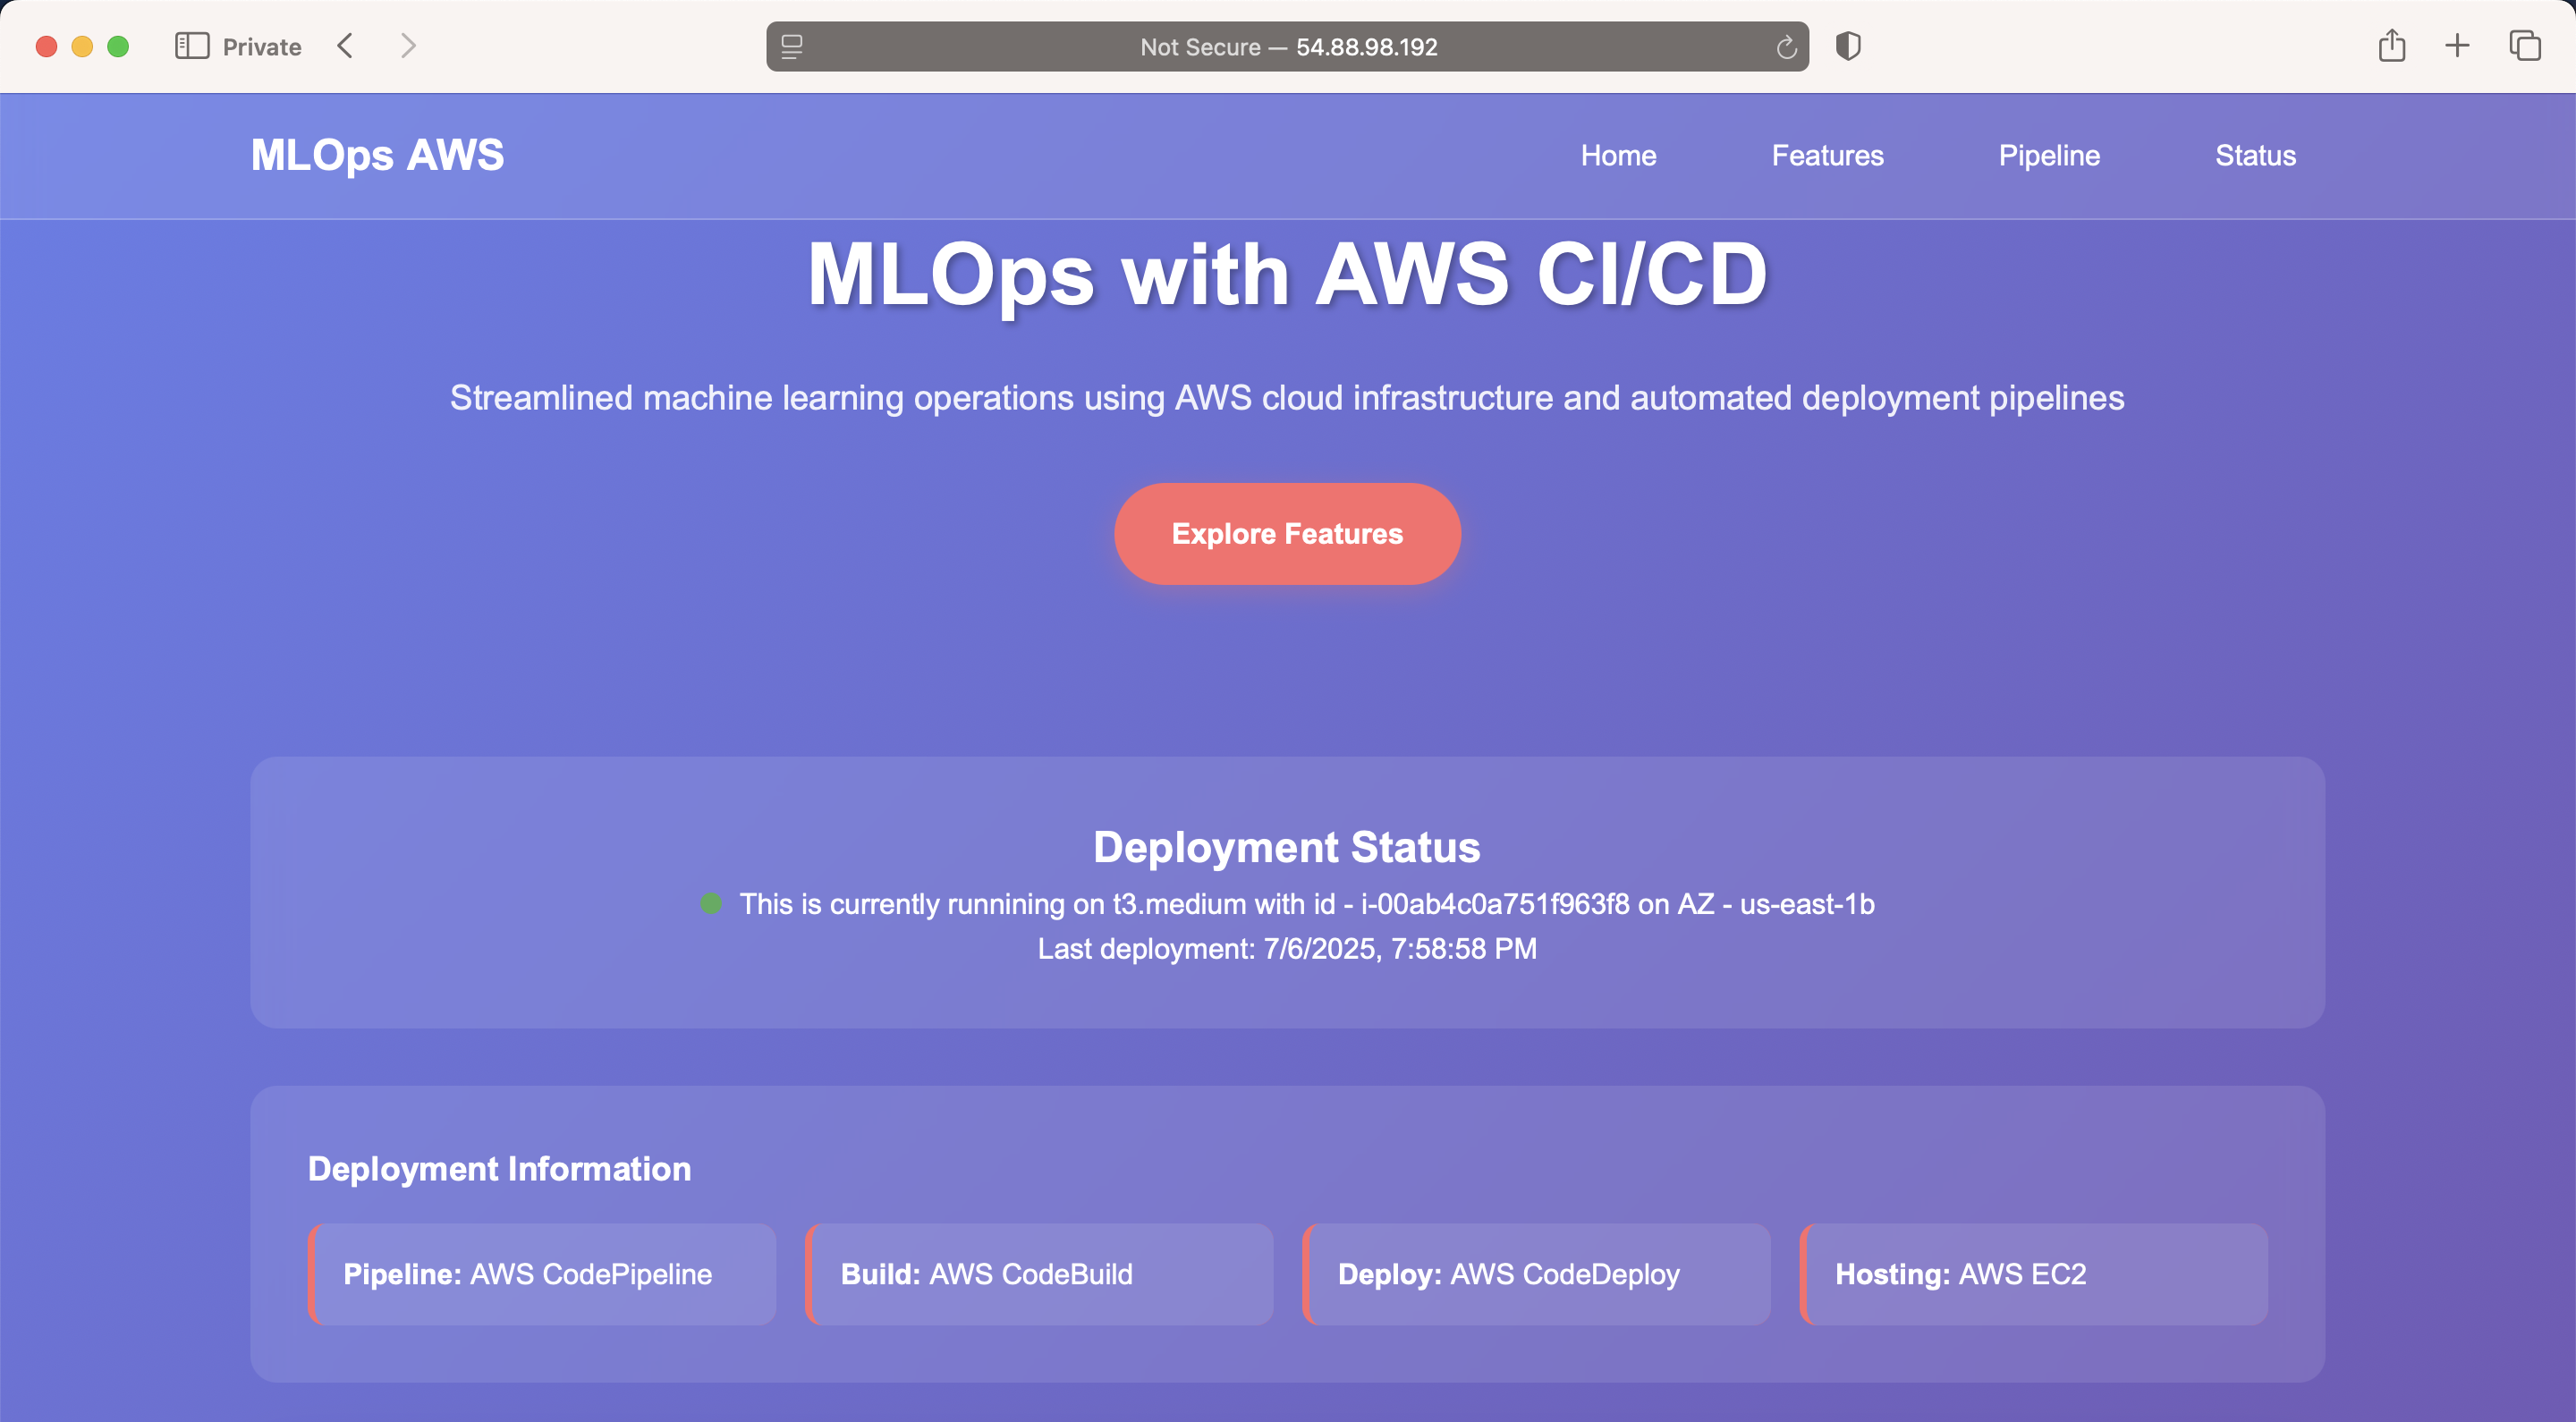 Private
Not Secure — 54.88.98.192
MLOps AWS
Home
Features
Pipeline
Status
MLOps with AWS CI/CD
Streamlined machine learning operations using AWS cloud infrastructure and automated deployment pipelines
Explore Features
Deployment Status
This is currently runnining on t3.medium with id - i-00ab4c0a751f963f8 on AZ - us-east-1b
Last deployment: 7/6/2025, 7:58:58 PM
Deployment Information
Pipeline: AWS CodePipeline
Build: AWS CodeBuild
Deploy: AWS CodeDeploy
Hosting: AWS EC2